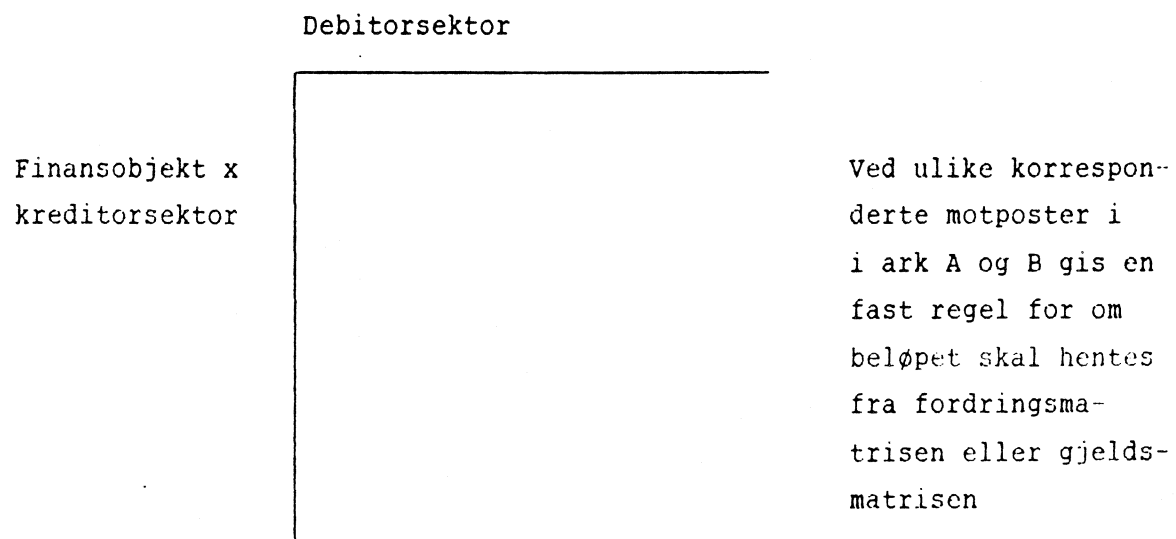 Debitorsektor
Finansobjekt x
kreditorsektor
Ved ulike korrespon-
derte motposter i
i ark A og B gis en
fast regel for om
beløpet skal hentes
fra fordringsma-
trisen eller gjelds-
matrisen